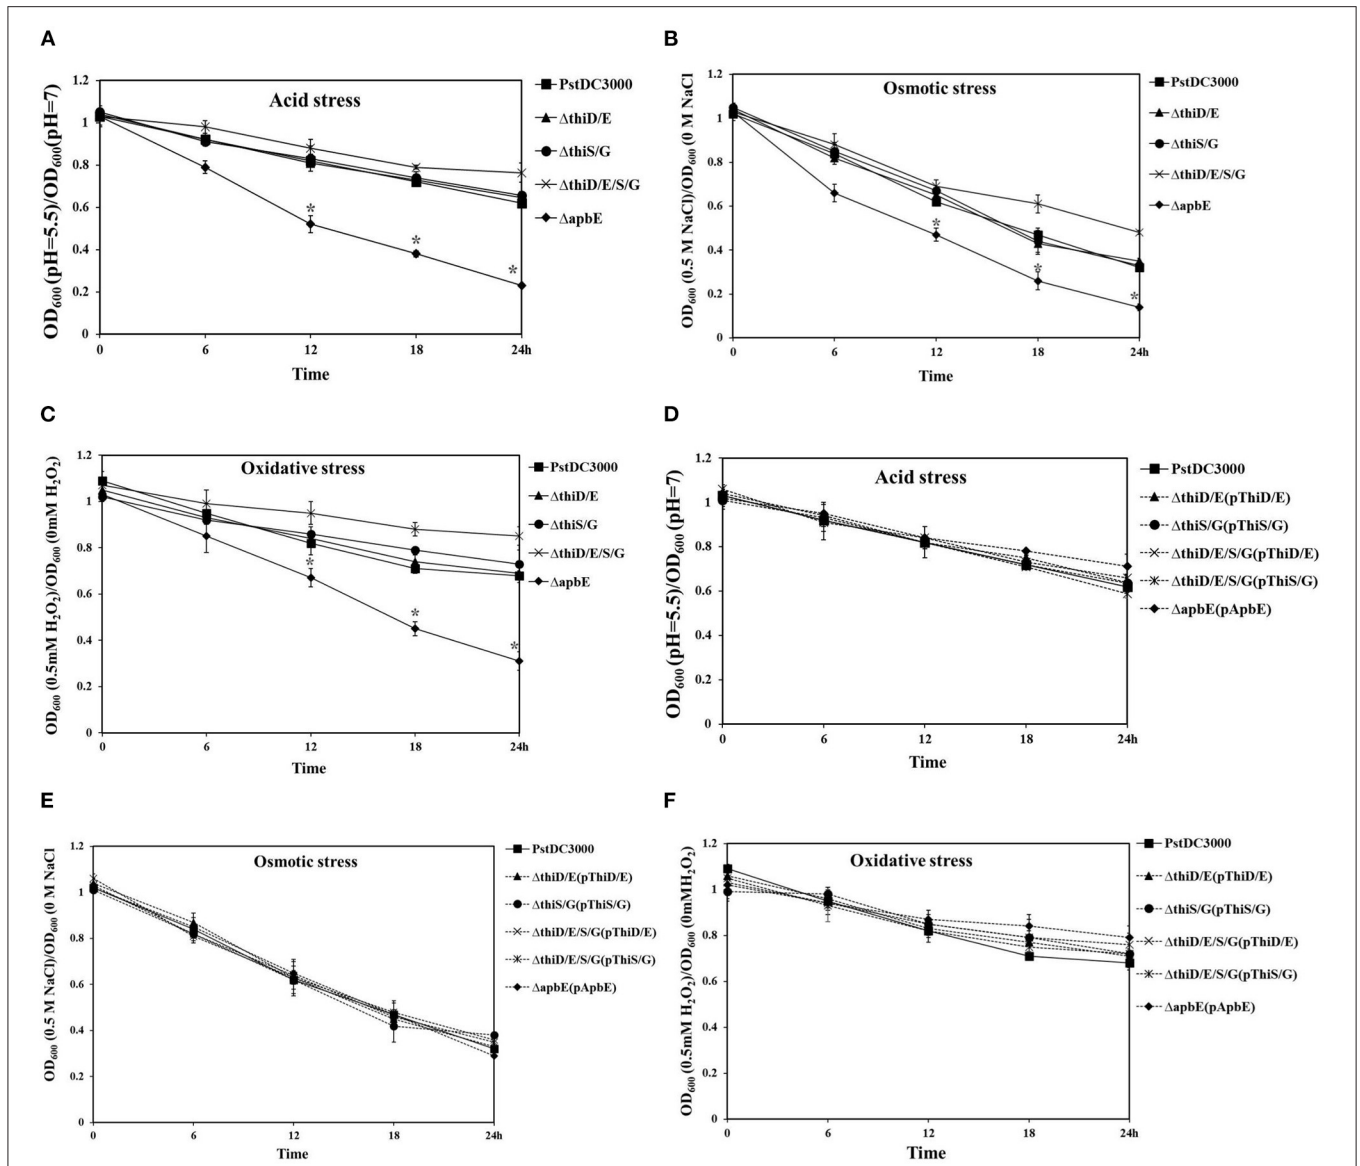 A
Acid stress
OD600 (pH=5.5)/OD600(pH=7)
1.2
1
0.8
0.6
0.4
0.2
0
*
*
*
0
6
12
18
24h
Time
PstDC3000
ΔthiD/E
ΔthiS/G
ΔthiD/E/S/G
ΔapbE
B
Osmotic stress
OD600 (0.5 M NaCl)/OD600 (0 M NaCl
1.2
1
0.8
0.6
0.4
0.2
0
*
*
*
0
6
12
18
24h
Time
PstDC3000
ΔthiD/E
ΔthiS/G
ΔthiD/E/S/G
ΔapbE
C
Oxidative stress
OD600 (0.5mM H2O2)/OD600 (0mM H2O2)
1.2
1
0.8
0.6
0.4
0.2
0
*
*
*
0
6
12
18
24h
Time
PstDC3000
ΔthiD/E
ΔthiS/G
ΔthiD/E/S/G
ΔapbE
D
Acid stress
OD600 (pH=5.5)/OD600 (pH=7)
1.2
1
0.8
0.6
0.4
0.2
0
0
6
12
18
24h
Time
PstDC3000
ΔthiD/E(pThiD/E)
ΔthiS/G(pThiS/G)
ΔthiD/E/S/G(pThiD/E)
ΔthiD/E/S/G(pThiS/G)
ΔapbE(pApbE)
E
Osmotic stress
OD600 (0.5 M NaCl)/OD600 (0 M NaCl
1.2
1
0.8
0.6
0.4
0.2
0
0
6
12
18
24h
Time
PstDC3000
ΔthiD/E(pThiD/E)
ΔthiS/G(pThiS/G)
ΔthiD/E/S/G(pThiD/E)
ΔthiD/E/S/G(pThiS/G)
ΔapbE(pApbE)
F
Oxidative stress
OD600 (0.5mM H2O2)/OD600 (0mMH2O2)
1.2
1
0.8
0.6
0.4
0.2
0
0
6
12
18
24h
Time
PstDC3000
ΔthiD/E(pThiD/E)
ΔthiS/G(pThiS/G)
ΔthiD/E/S/G(pThiD/E)
ΔthiD/E/S/G(pThiS/G)
ΔapbE(pApbE)